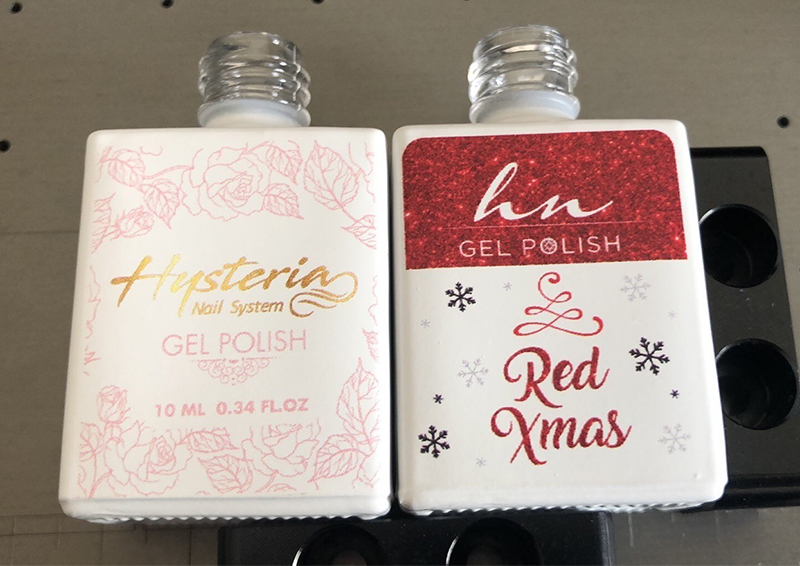 Hysteria
Nail System
GEL POLISH
10 ML 0.34 FL.OZ
hn
GEL POLISH
Red
Xmas